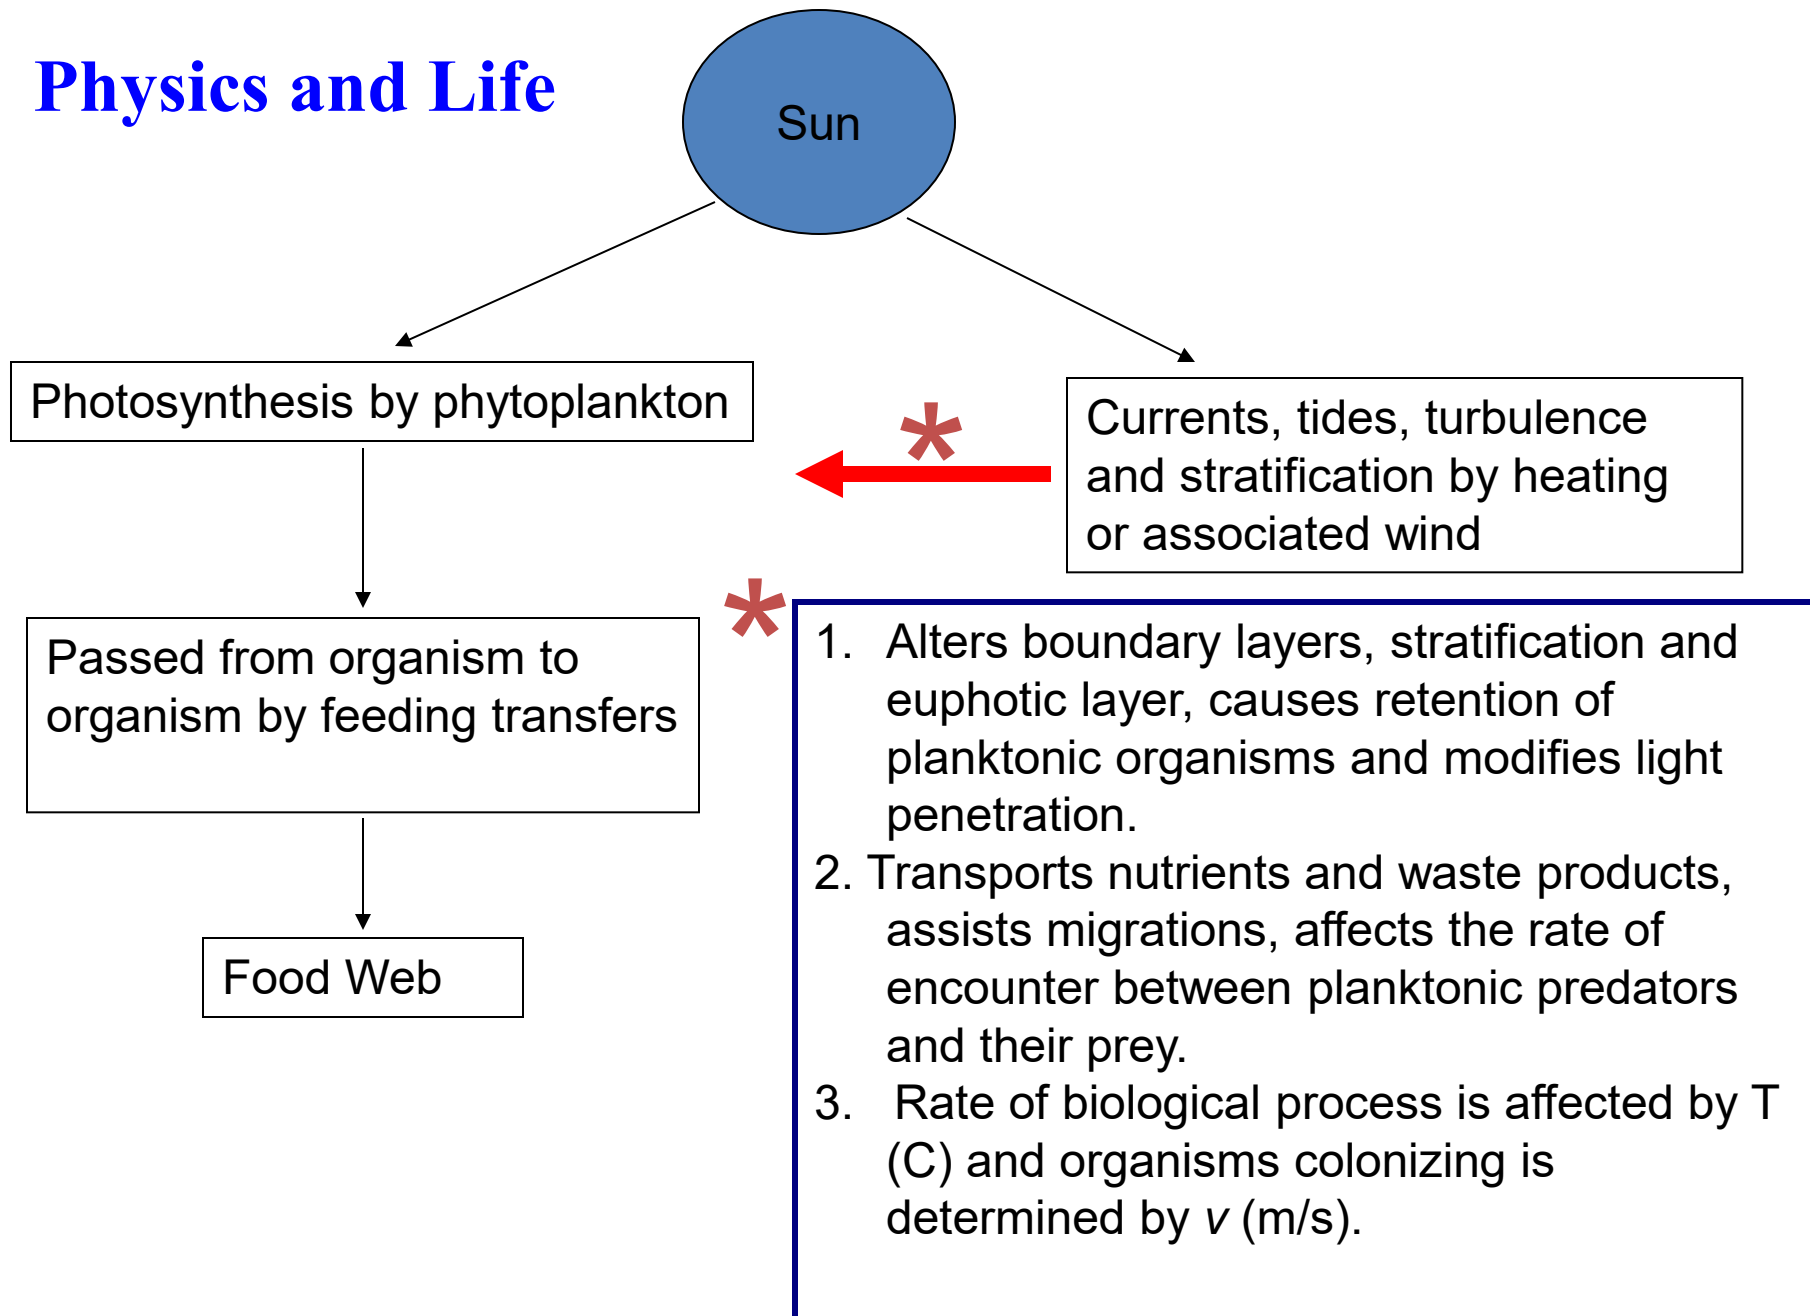 Physics and Life
Sun
Photosynthesis by phytoplankton
*
Currents, tides, turbulence
and stratification by heating
or associated wind
Passed from organism to
organism by feeding transfers
Food Web
*
1. Alters boundary layers, stratification and
euphotic layer, causes retention of
planktonic organisms and modifies light
penetration.
2. Transports nutrients and waste products,
assists migrations, affects the rate of
encounter between planktonic predators
and their prey.
3. Rate of biological process is affected by T
(C) and organisms colonizing is
determined by v (m/s).